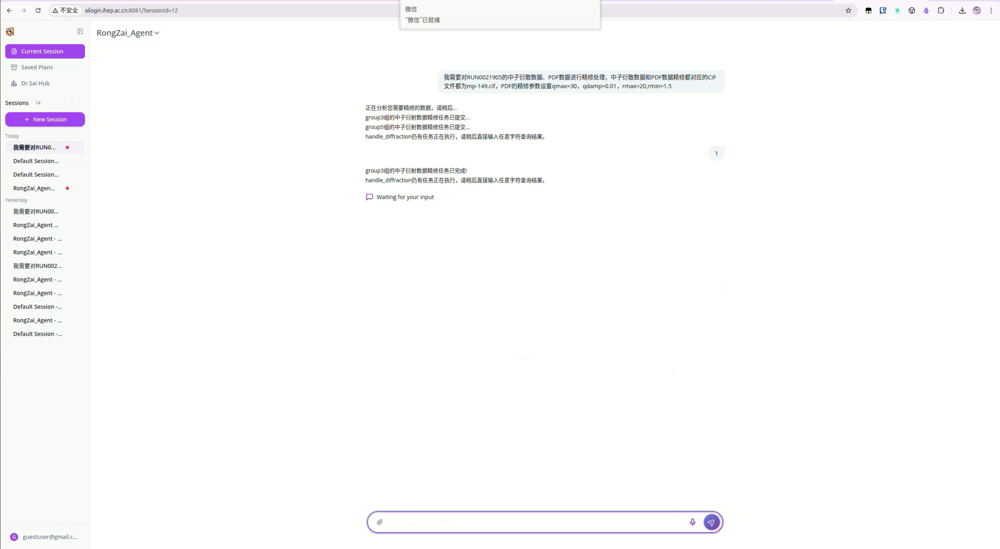 不安全
ailogin.ihep.ac.cn:8081/?sessionId=12
微信
“微信”已就绪
Current Session
Saved Plans
Dr.Sai Hub
Sessions 14
+ New Session
Today
我需要对RUN0...
Default Session...
Default Session...
RongZai_Agen...
Yesterday
我需要对RUN00...
RongZai_Agent ...
RongZai_Agent - ...
RongZai_Agent - ...
我需要对RUN002...
RongZai_Agent - ...
RongZai_Agent - ...
Default Session -...
RongZai_Agent - ...
Default Session -...
G guestuser@gmail.c...
RongZai_Agent
我需要对RUN0021905的中子衍散数据、PDF数据进行精修处理，中子衍散数据和PDF数据精修都对应的CIF
文件都为mp-149.cif，PDF的精修参数设置qmax=30，qdamp=0.01，rmax=20,rmin=1.5
正在分析您需要精修的数据，请稍后...
group3组的中子衍射数据精修任务已提交...
group5组的中子衍射数据精修任务已提交...
handle_diffraction仍有任务正在执行，请稍后直接输入任意字符查询结果。
1
group3组的中子衍射数据精修任务已完成!
handle_diffraction仍有任务正在执行，请稍后直接输入任意字符查询结果。
Waiting for your input